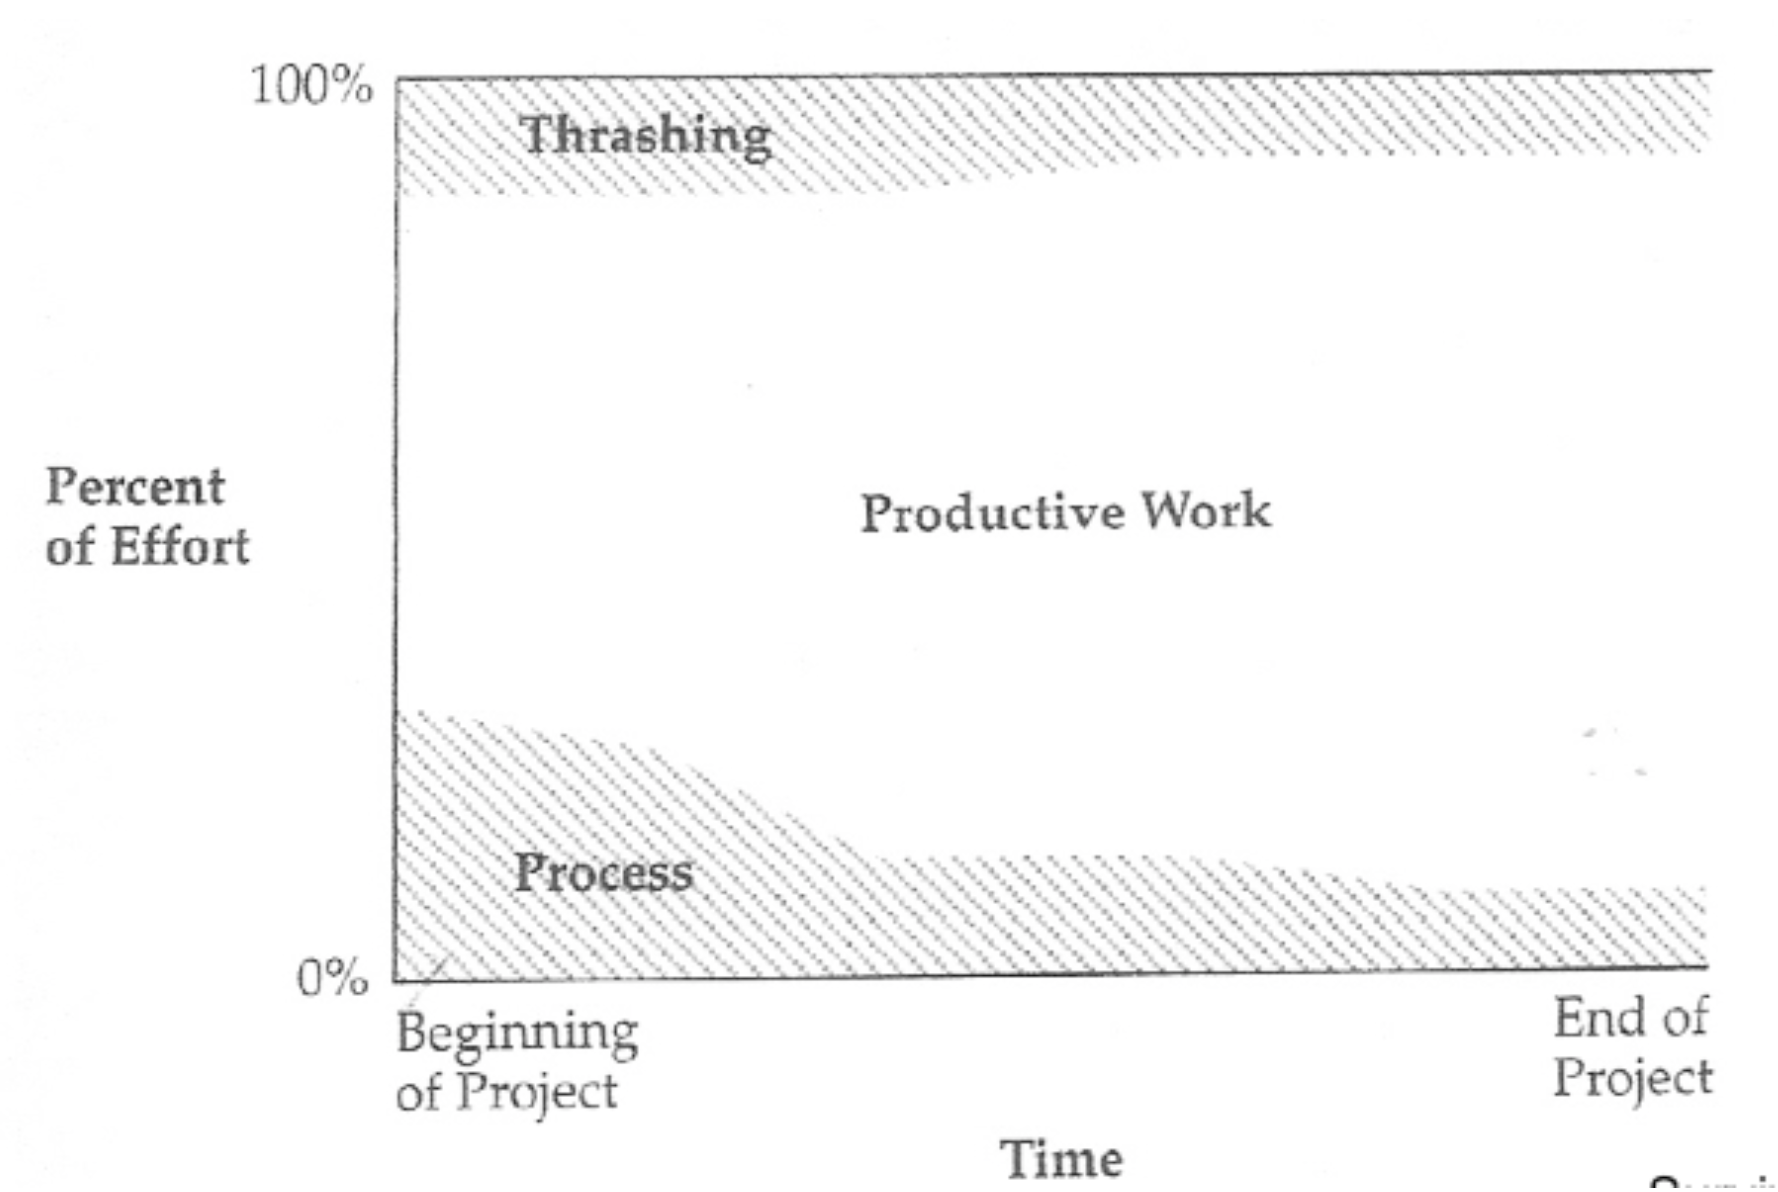 100%
Thrashing
Percent
of Effort
Productive Work
Process
0%
Beginning
of Project
End of
Project
Time